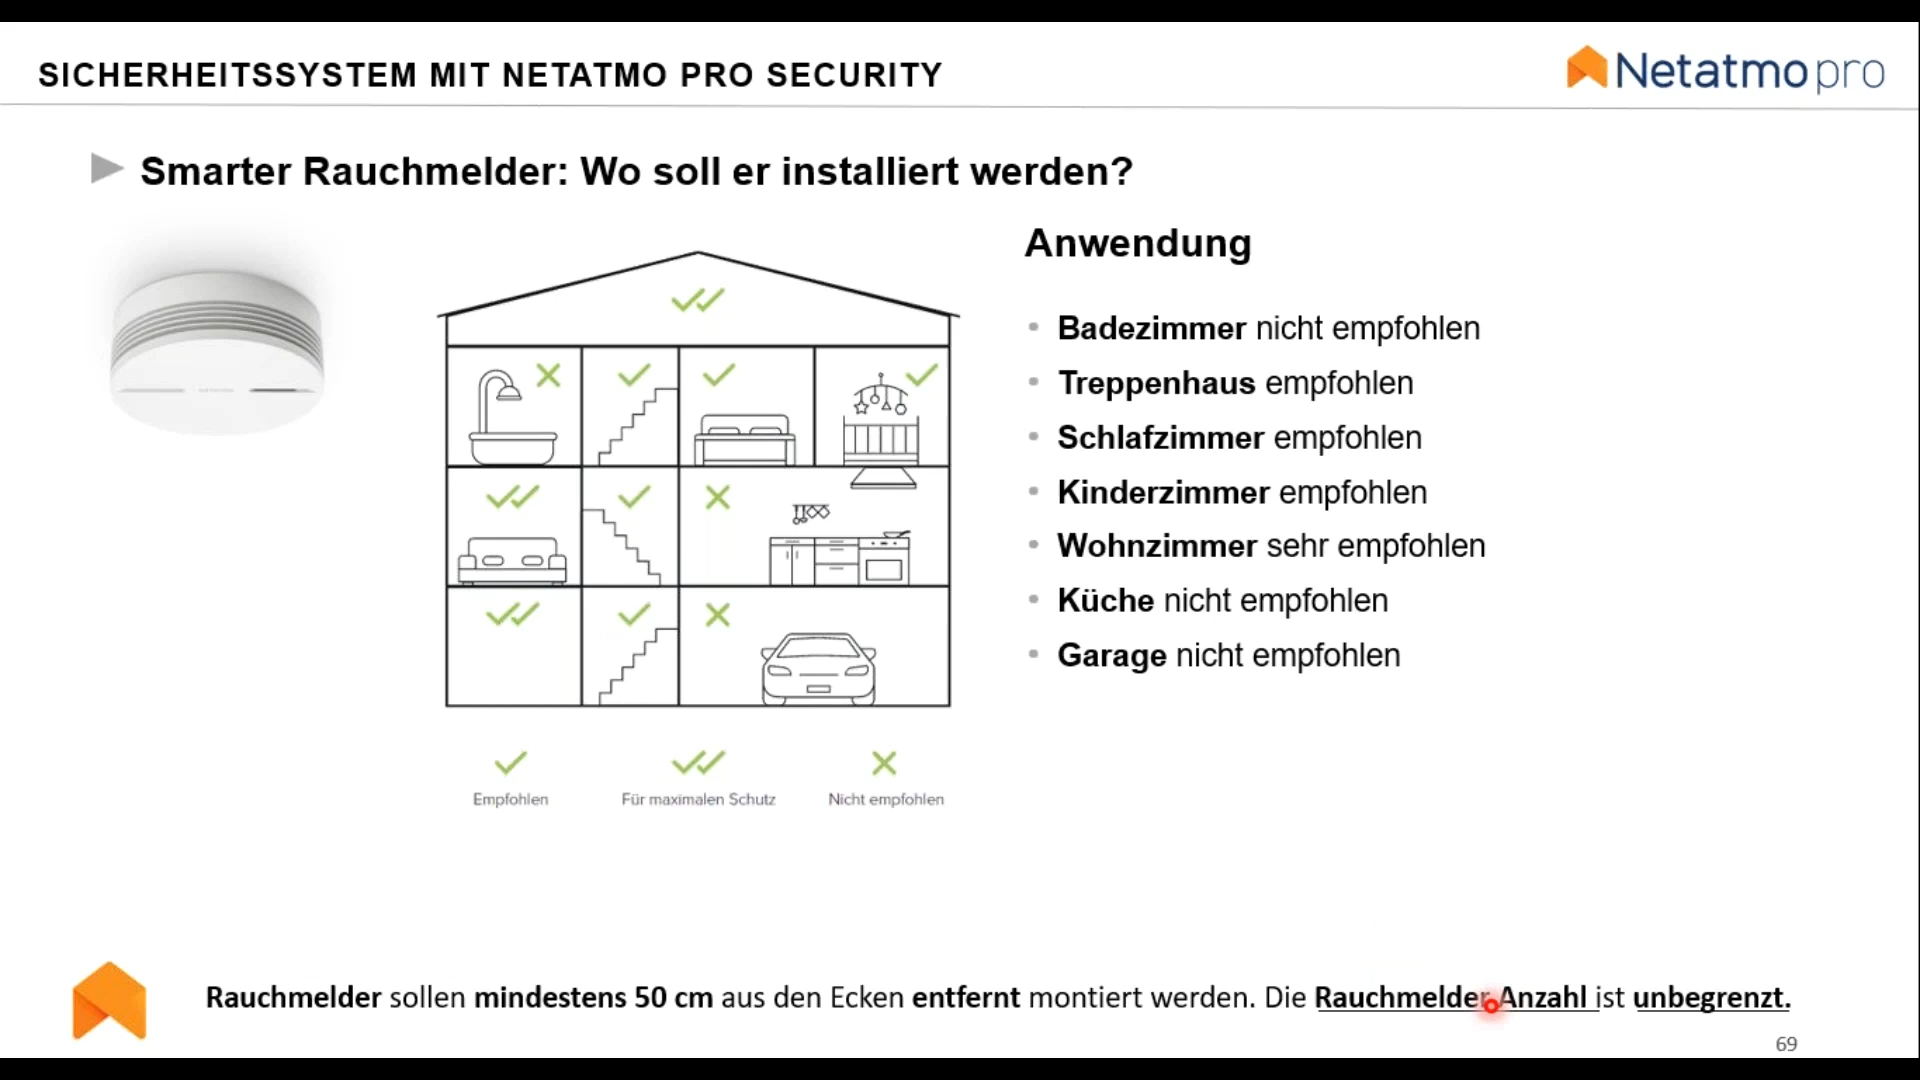 SICHERHEITSSYSTEM MIT NETATMO PRO SECURITY
Netatmo pro
Smarter Rauchmelder: Wo soll er installiert werden?
Anwendung
• Badezimmer nicht empfohlen
• Treppenhaus empfohlen
• Schlafzimmer empfohlen
• Kinderzimmer empfohlen
• Wohnzimmer sehr empfohlen
• Küche nicht empfohlen
• Garage nicht empfohlen
Empfohlen
Für maximalen Schutz
Nicht empfohlen
Rauchmelder sollen mindestens 50 cm aus den Ecken entfernt montiert werden. Die Rauchmelder Anzahl ist unbegrenzt.
69